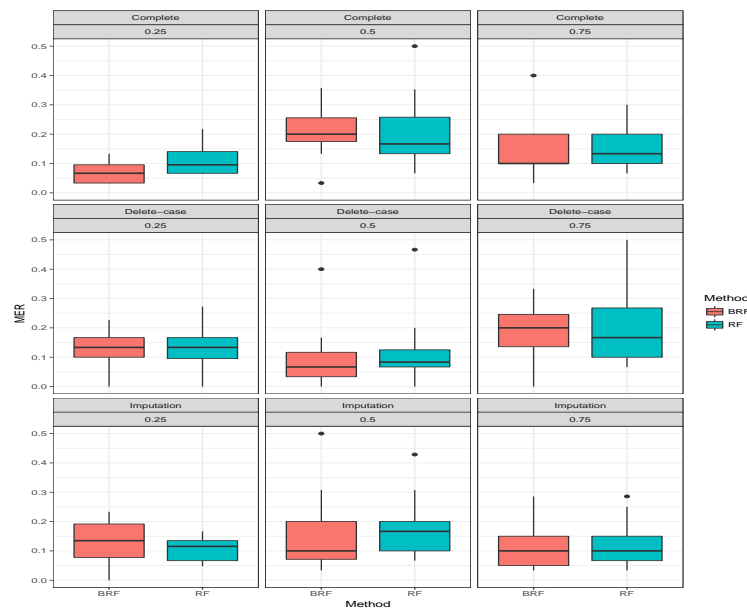 Complete
Complete
Complete
0.25
0.5
0.75
0.5
0.4
0.3
0.2
0.1
0.0
Delete−case
Delete−case
Delete−case
0.25
0.5
0.75
0.5
0.4
0.3
0.2
0.1
0.0
Imputation
Imputation
Imputation
0.25
0.5
0.75
0.5
0.4
0.3
0.2
0.1
0.0
BRF
RF
BRF
RF
BRF
RF
Method
MER
Method
BRF
RF